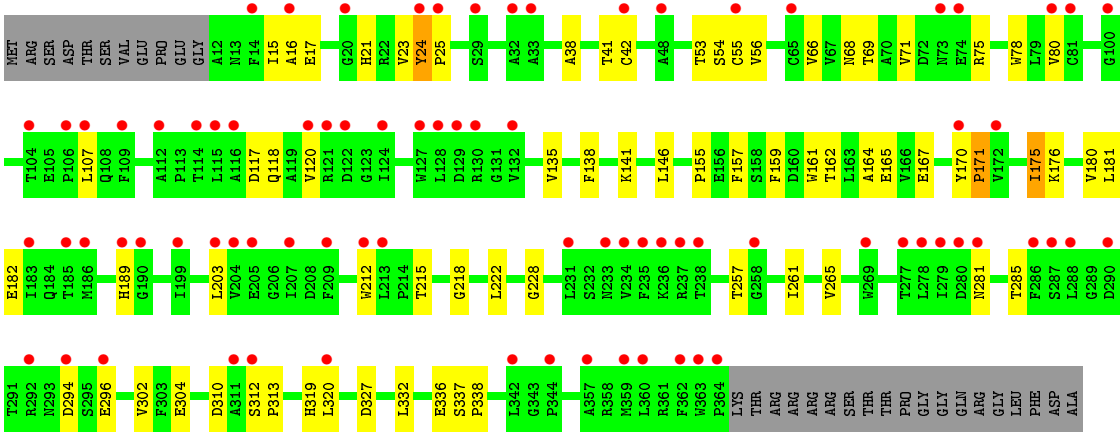 MET ARG SER ASP THR SER VAL GLU PRO GLU GLY A12 N13 F14 I15 A16 E17 G20 H21 R22 V23 Y24 P25 S29 A32 A33 A38 T41 C42 A48 T53 S54 C55 V56 C65 V66 V67 N68 T69 A70 V71 D72 N73 E74 R75 W78 L79 V80 C81 G100
T104 E105 P106 L107 Q108 F109 A112 P113 T114 L115 A116 D117 Q118 A119 V120 R121 D122 G123 I124 W127 L128 D129 R130 G131 V132 V135 F138 K141 L146 P155 E156 F157 S158 F159 D160 W161 T162 L163 A164 E165 V166 E167 Y170 P171 V172 I175 K176 V180 L181
E182 I183 Q184 T185 M186 H189 G190 I199 L203 V204 E205 G206 I207 D208 F209 W212 L213 P214 T215 G218 L222 G228 L231 S232 N233 V234 F235 K236 R237 T238 T257 G258 I261 V265 W269 T277 L278 I279 D280 N281 T285 F286 S287 L288 G289 D290
T291 R292 N293 D294 S295 E296 V302 F303 E304 D310 A311 S312 P313 H319 L320 D327 L332 E336 S337 P338 L342 G343 P344 A357 R358 M359 L360 R361 F362 W363 P364 LYS THR ARG ARG ARG ARG ARG SER THR THR PRO GLY GLY GLN ARG GLY LEU PHE ASP ALA